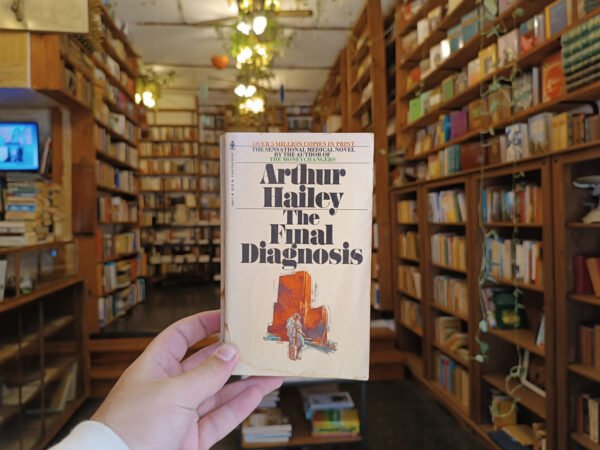 OVER 3 MILLION COPIES IN PRINT
THE SENSATIONAL MEDICAL NOVEL
BY THE AUTHOR OF
THE MONEYCHANGERS
Arthur
Hailey
The
Final
Diagnosis